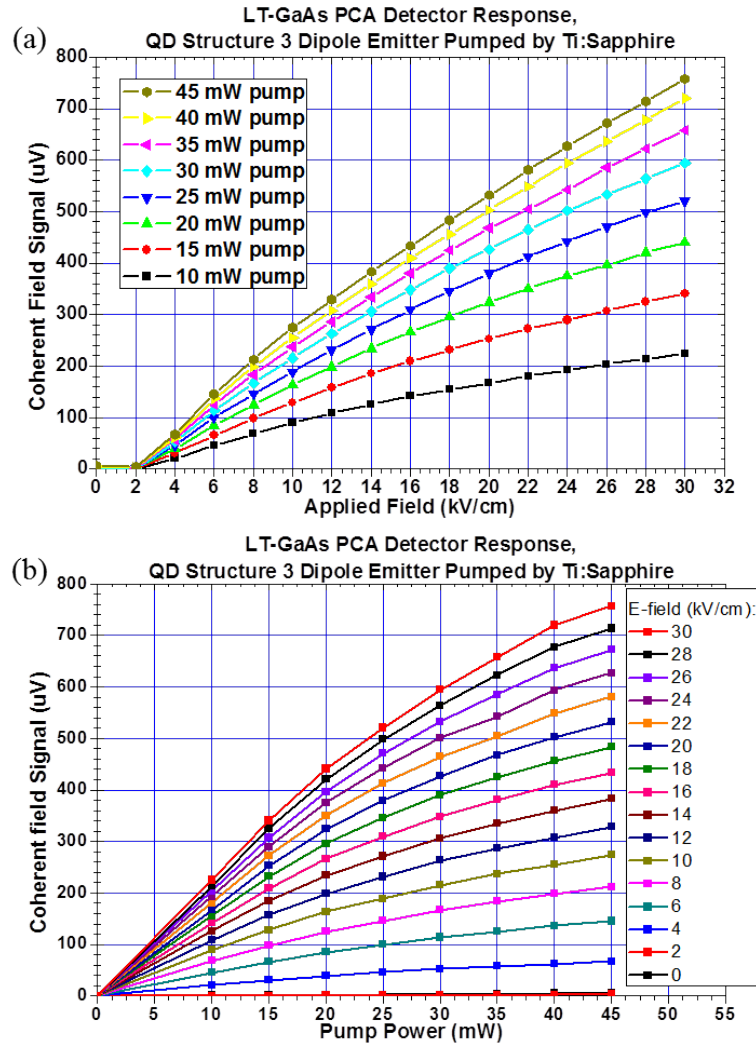 (a)
LT-GaAs PCA Detector Response,
QD Structure 3 Dipole Emitter Pumped by Ti:Sapphire
800
700
600
500
400
300
200
100
0
Coherent Field Signal (uV)
45 mW pump
40 mW pump
35 mW pump
30 mW pump
25 mW pump
20 mW pump
15 mW pump
10 mW pump
0 2 4 6 8 10 12 14 16 18 20 22 24 26 28 30 32
Applied Field (kV/cm)
(b)
LT-GaAs PCA Detector Response,
QD Structure 3 Dipole Emitter Pumped by Ti:Sapphire
800
700
600
500
400
300
200
100
0
Coherent field Signal (uV)
E-field (kV/cm):
30
28
26
24
22
20
18
16
14
12
10
8
6
4
2
0
0 5 10 15 20 25 30 35 40 45 50 55
Pump Power (mW)